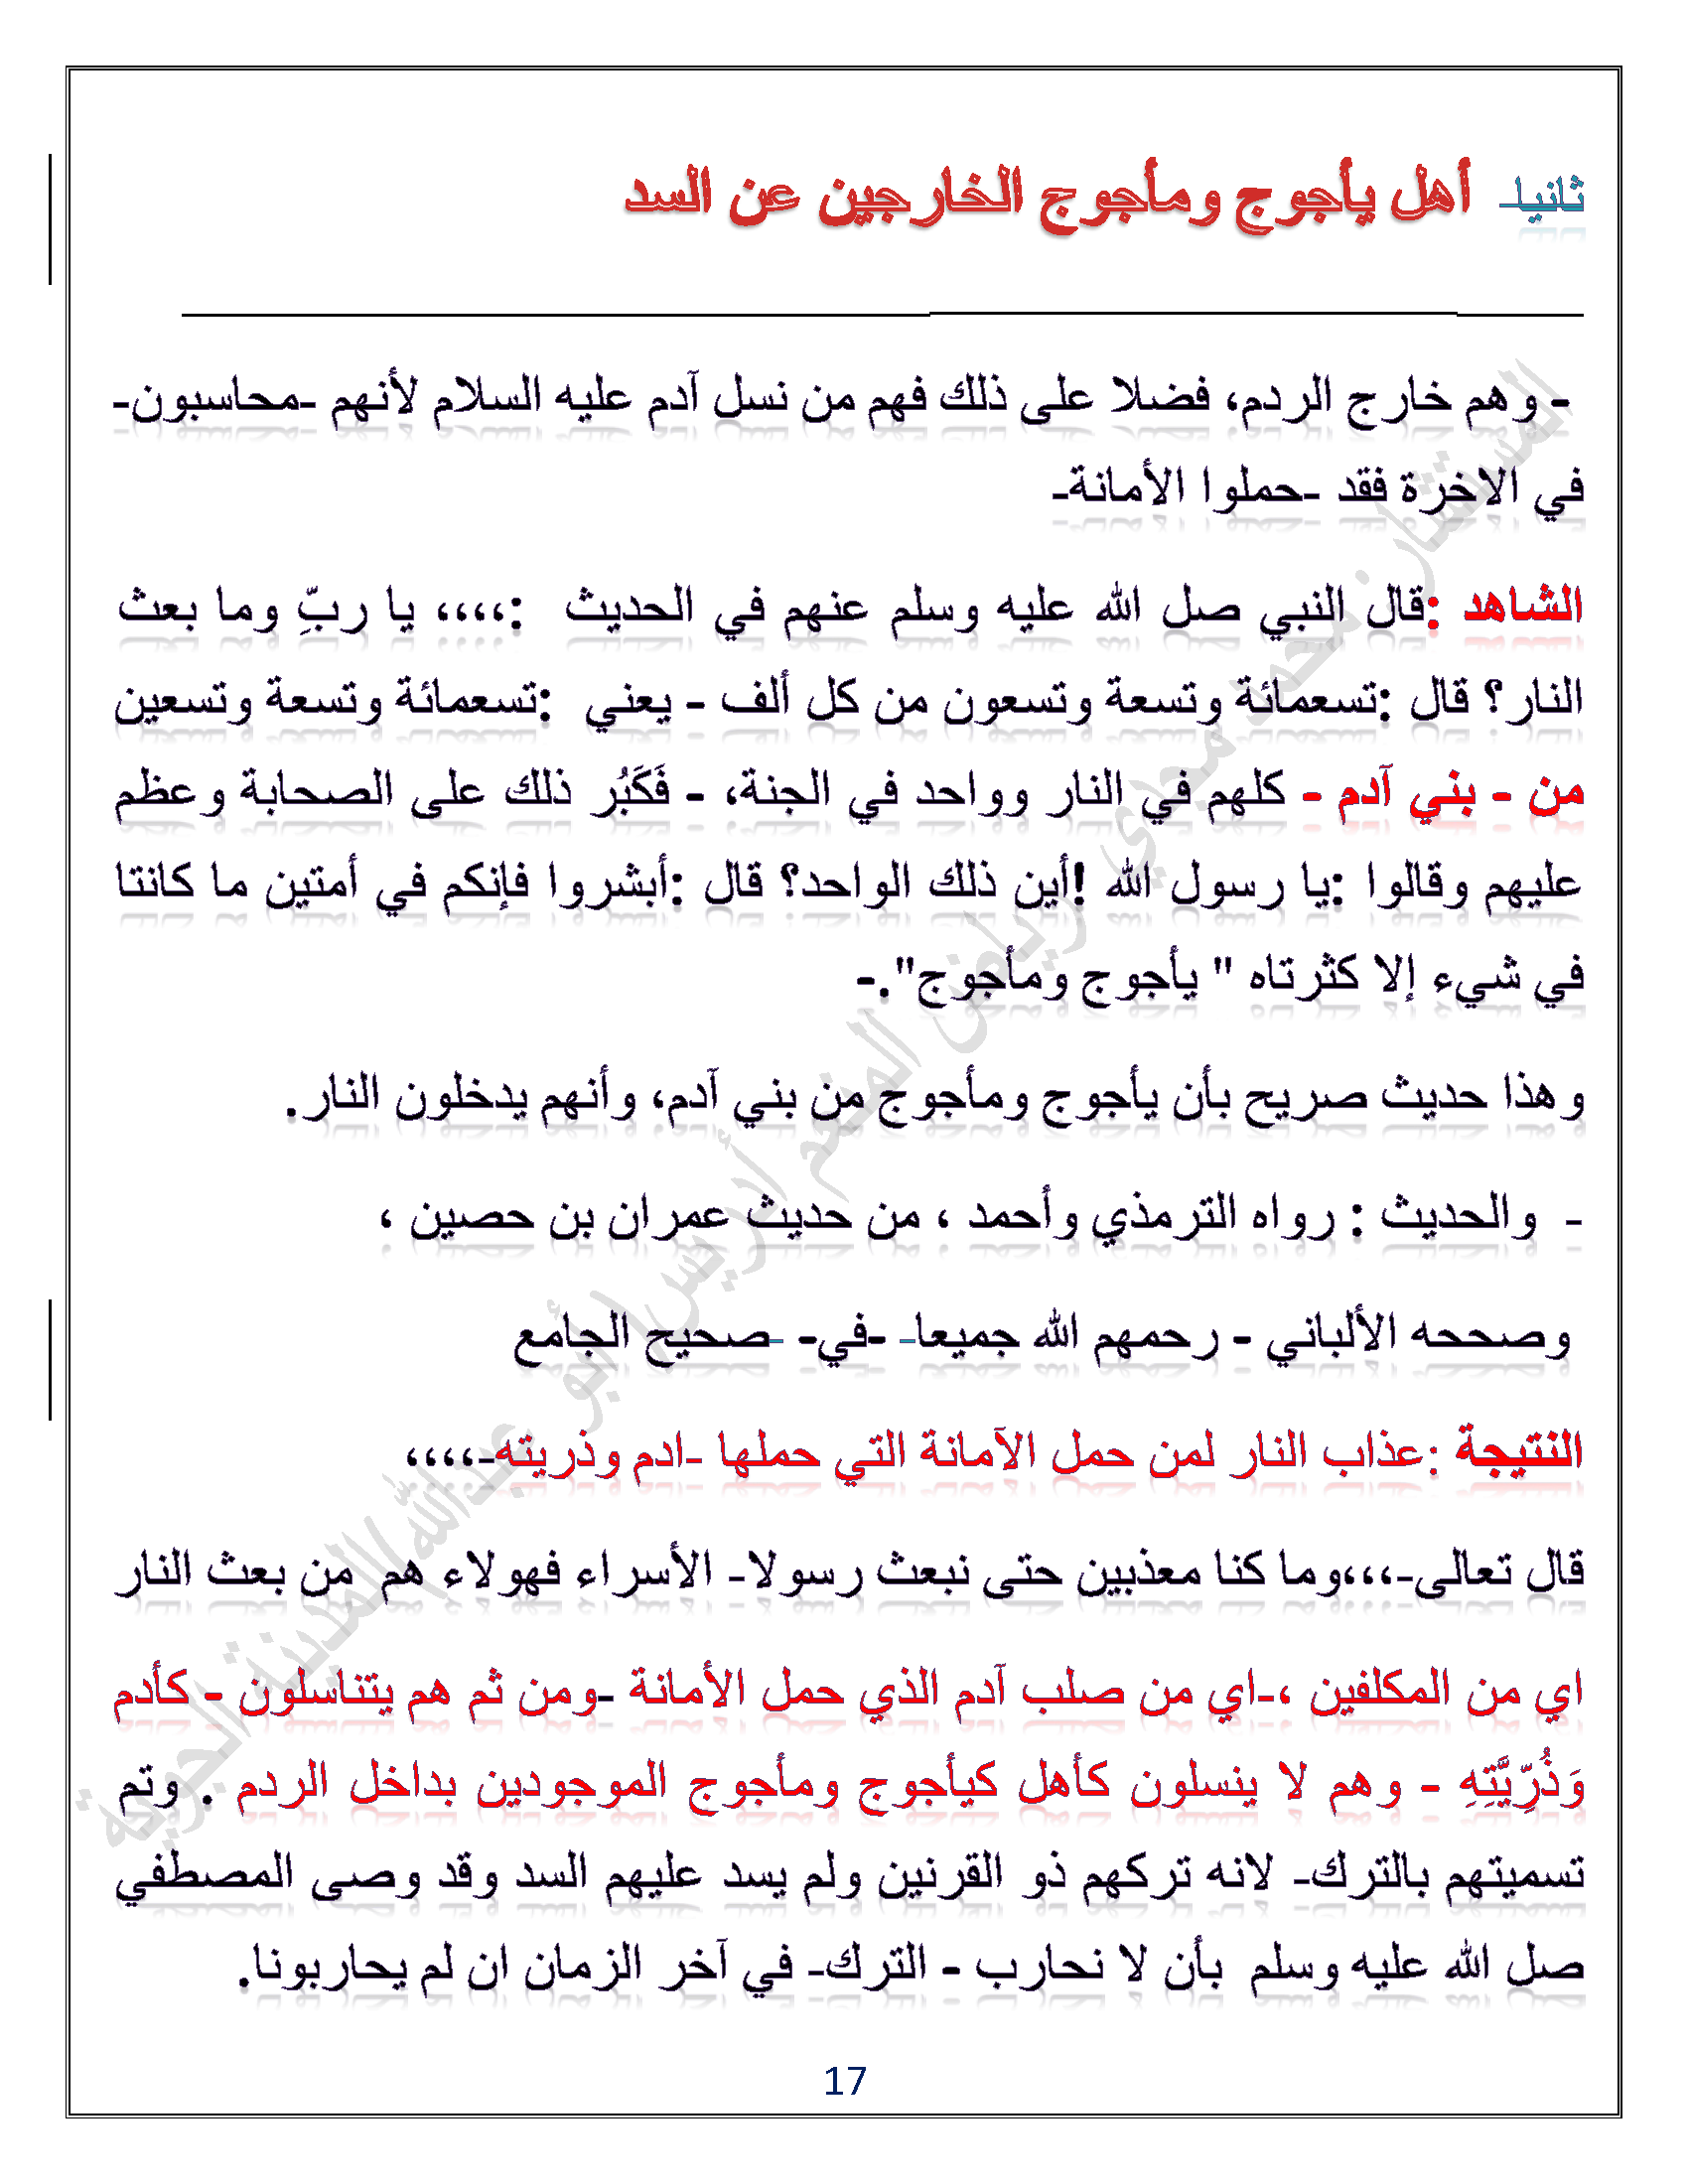 ثانيا- أهل يأجوج ومأجوج الخارجين عن السد
- وهم خارج الردم، فضلا على ذلك فهم من نسل آدم عليه السلام لأنهم -محاسبون-
في الاخرة فقد -حملوا الأمانة-
الشاهد :قال النبي صل الله عليه وسلم عنهم في الحديث :،،،، يا ربِّ وما بعث
النار؟ قال :تسعمائة وتسعة وتسعون من كل ألف - يعني :تسعمائة وتسعة وتسعين
من - بني آدم - كلهم في النار وواحد في الجنة، - فَكَبُر ذلك على الصحابة وعظم
عليهم وقالوا :يا رسول الله !أين ذلك الواحد؟ قال :أبشروا فإنكم في أمتين ما كانتا
في شيء إلا كثرتاه " يأجوج ومأجوج".-
وهذا حديث صريح بأن يأجوج ومأجوج من بني آدم، وأنهم يدخلون النار.
- والحديث : رواه الترمذي وأحمد ، من حديث عمران بن حصين ،
وصححه الألباني - رحمهم الله جميعا- -في- -صحيح الجامع
النتيجة :عذاب النار لمن حمل الآمانة التي حملها -ادم وذريته-،،،،
قال تعالى-،،،وما كنا معذبين حتى نبعث رسولا- الأسراء فهولاء هم من بعث النار
اي من المكلفين ،-اي من صلب آدم الذي حمل الأمانة -ومن ثم هم يتناسلون - كأدم
وَذُرِّيَّتِهِ - وهم لا ينسلون كأهل كيأجوج ومأجوج الموجودين بداخل الردم . وتم
تسميتهم بالترك- لانه تركهم ذو القرنين ولم يسد عليهم السد وقد وصى المصطفي
صل الله عليه وسلم بأن لا نحارب - الترك- في آخر الزمان ان لم يحاربونا.
17